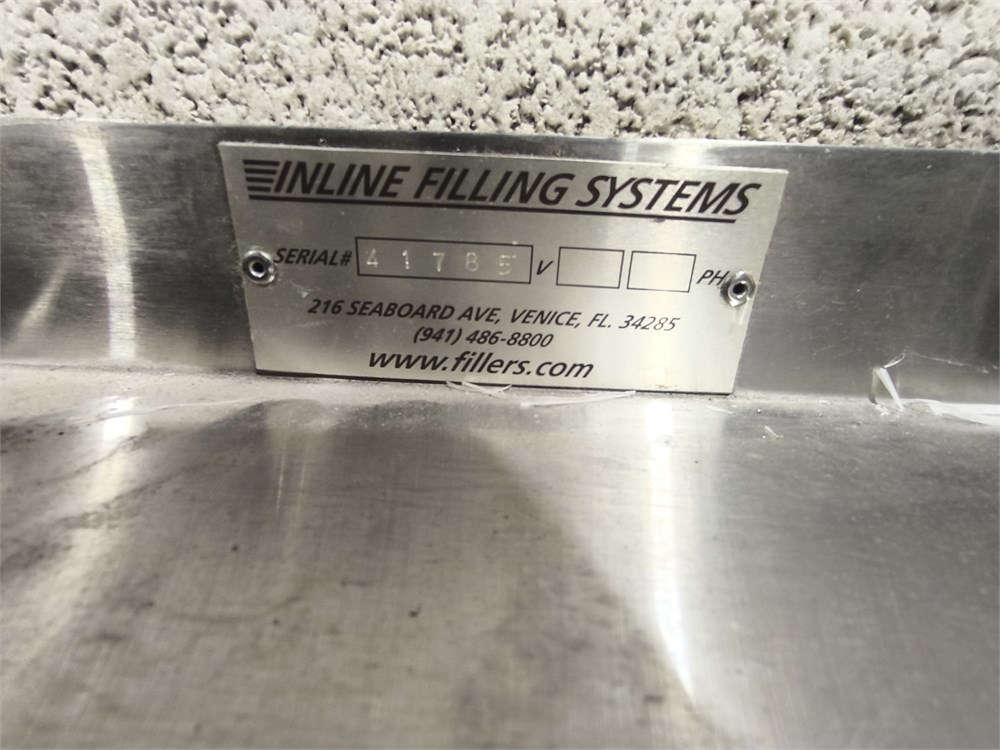 INLINE FILLING SYSTEMS
SERIAL# 41785 V PH
216 SEABOARD AVE, VENICE, FL. 34285
(941) 486-8800
www.fillers.com